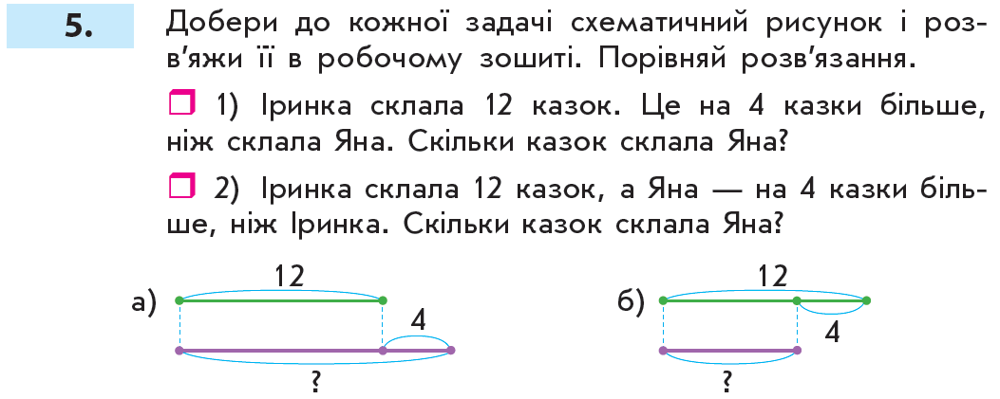 5.
Добери до кожної задачі схематичний рисунок і роз-
в'яжи її в робочому зошиті. Порівняй розв'язання.
1) Іринка склала 12 казок. Це на 4 казки більше,
ніж склала Яна. Скільки казок склала Яна?
2) Іринка склала 12 казок, а Яна — на 4 казки біль-
ше, ніж Іринка. Скільки казок склала Яна?
а)
12
4
?
б)
12
4
?